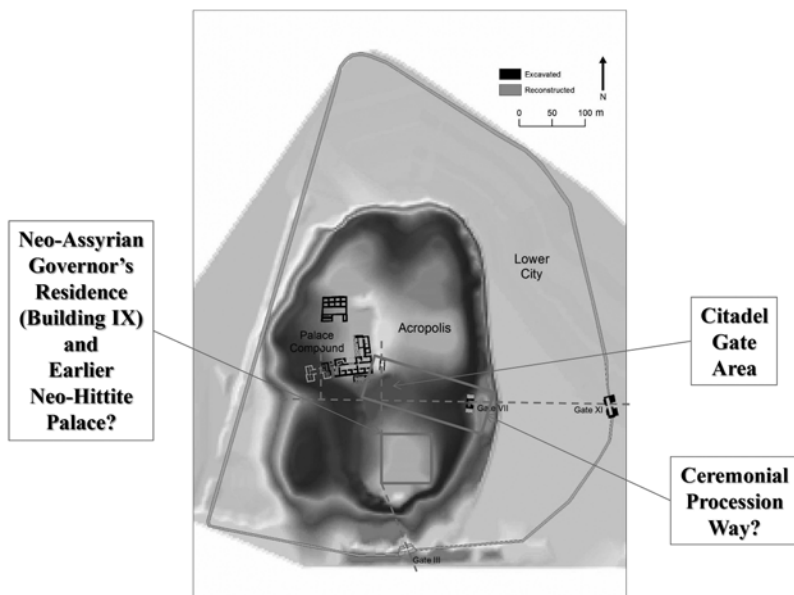 Excavated
Reconstructed
N
0 50 100 m
Neo-Assyrian
Governor's
Residence
(Building IX)
and
Earlier
Neo-Hittite
Palace?
Lower
City
Acropolis
Palace
Compound
Citadel
Gate
Area
Gate VII
Gate XI
Ceremonial
Procession
Way?
Gate III